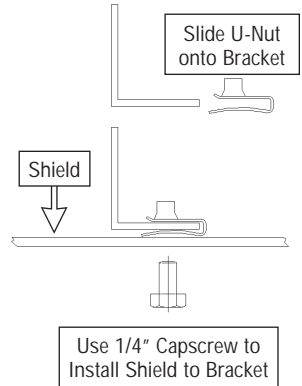 Slide U-Nut
onto Bracket
Shield
Use 1/4" Capscrew to
Install Shield to Bracket